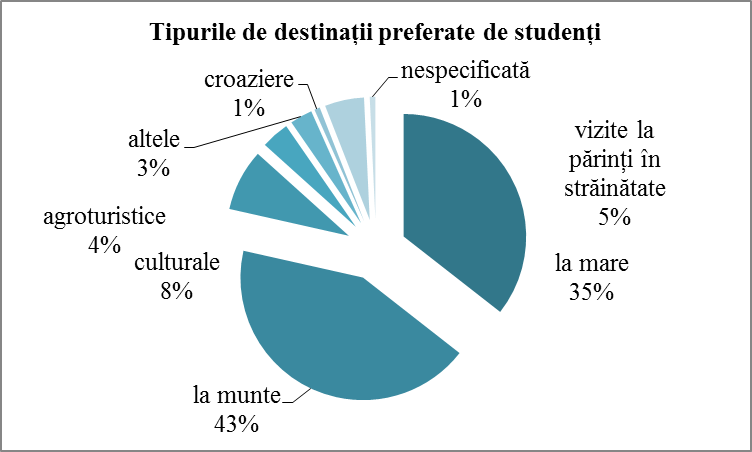 Tipurile de destinații preferate de studenți
croaziere
1%
nespecificată
1%
altele
3%
vizite la
părinți în
străinătate
5%
agroturistice
4%
culturale
8%
la mare
35%
la munte
43%